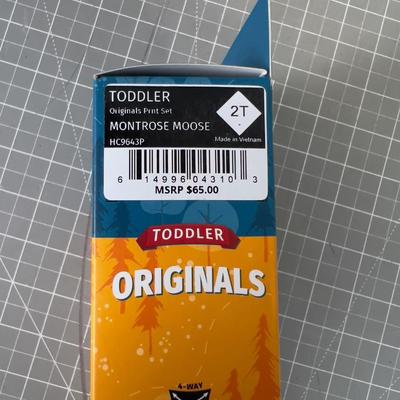 TODDLER
Originals Prnt Set
MONTROSE MOOSE
HC9643P
2T
-
Made in Vietnam
6 14996 04310 3
MSRP $65.00
TODDLER
ORIGINALS
4-WAY